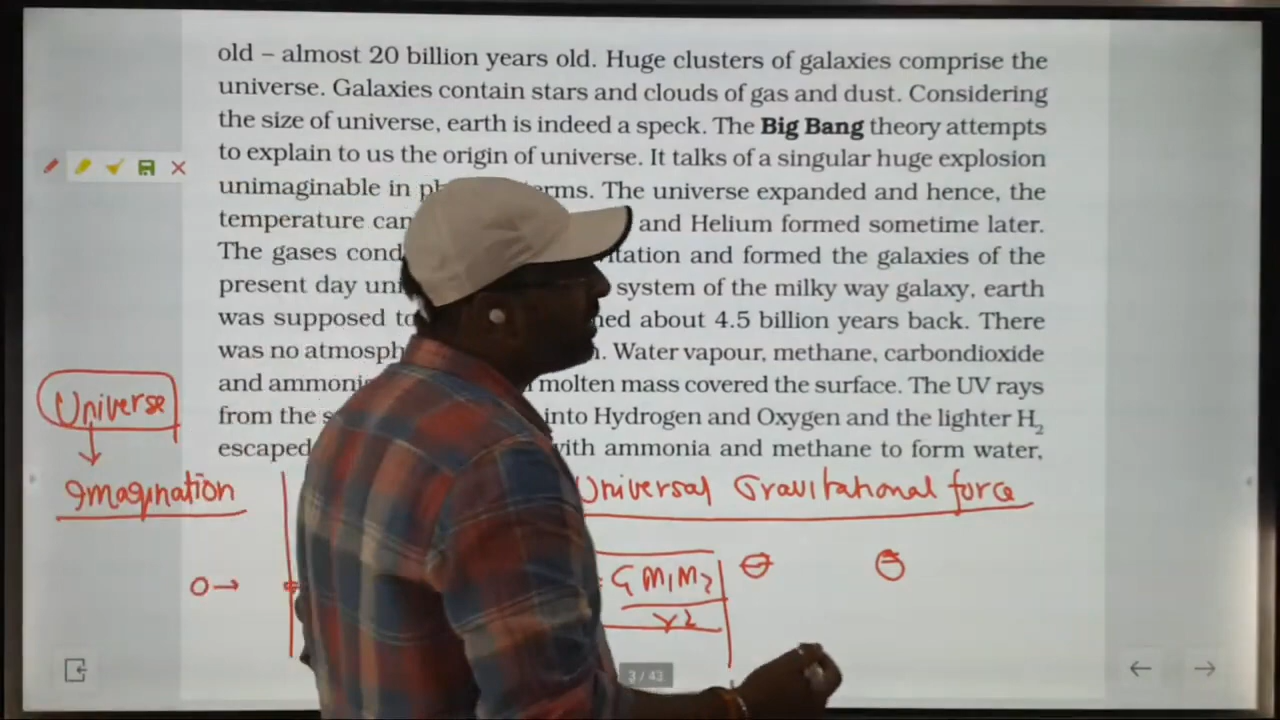 old – almost 20 billion years old. Huge clusters of galaxies comprise the
universe. Galaxies contain stars and clouds of gas and dust. Considering
the size of universe, earth is indeed a speck. The Big Bang theory attempts
to explain to us the origin of universe. It talks of a singular huge explosion
unimaginable in The universe expanded and hence, the
temperature and Helium formed sometime later.
The gases and formed the galaxies of the
present day system of the milky way galaxy, earth
was supposed about 4.5 billion years back. There
was no Water vapour, methane, carbondioxide
and molten mass covered the surface. The UV rays
from the into Hydrogen and Oxygen and the lighter H₂
escaped ammonia and methane to form water,
Universe
Imagination
Universal Gravitational force
G M₁M₂
r2
3 / 43